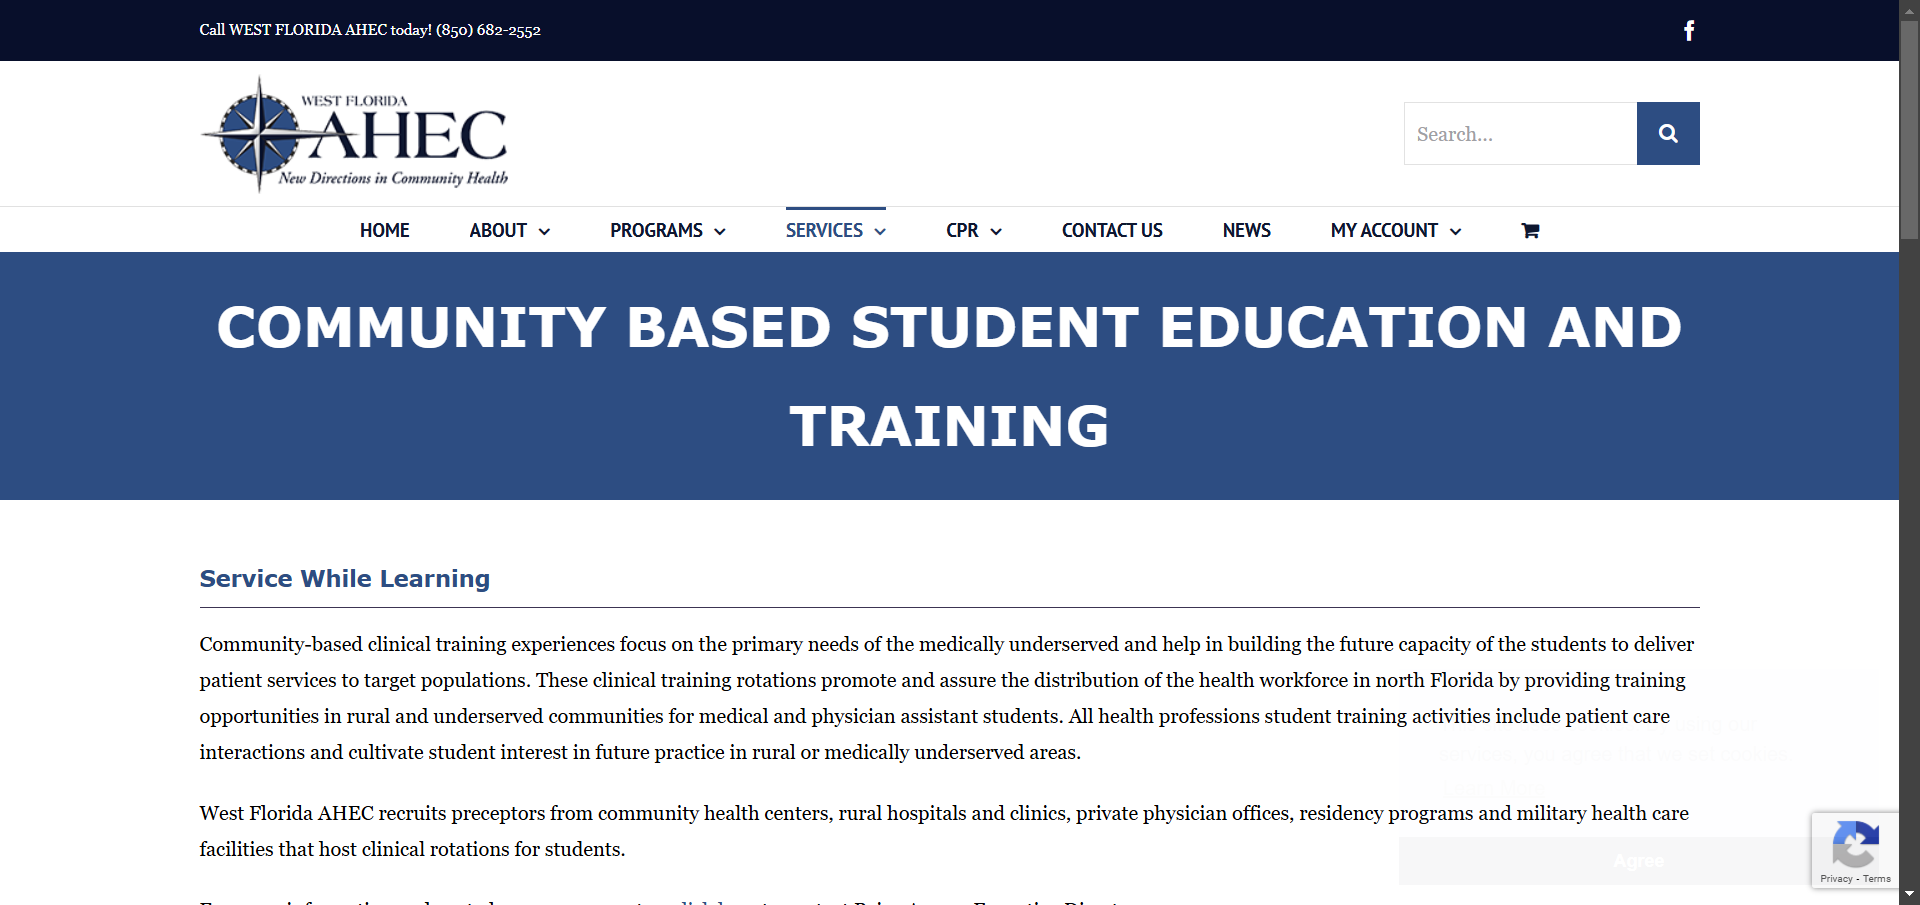 Call WEST FLORIDA AHEC today! (850) 682-2552
WEST FLORIDA
AHEC
New Directions in Community Health
Search...
HOME ABOUT PROGRAMS SERVICES CPR CONTACT US NEWS MY ACCOUNT
COMMUNITY BASED STUDENT EDUCATION AND
TRAINING
Service While Learning
Community-based clinical training experiences focus on the primary needs of the medically underserved and help in building the future capacity of the students to deliver
patient services to target populations. These clinical training rotations promote and assure the distribution of the health workforce in north Florida by providing training
opportunities in rural and underserved communities for medical and physician assistant students. All health professions student training activities include patient care
interactions and cultivate student interest in future practice in rural or medically underserved areas.
West Florida AHEC recruits preceptors from community health centers, rural hospitals and clinics, private physician offices, residency programs and military health care
facilities that host clinical rotations for students.
Agree
Privacy - Terms